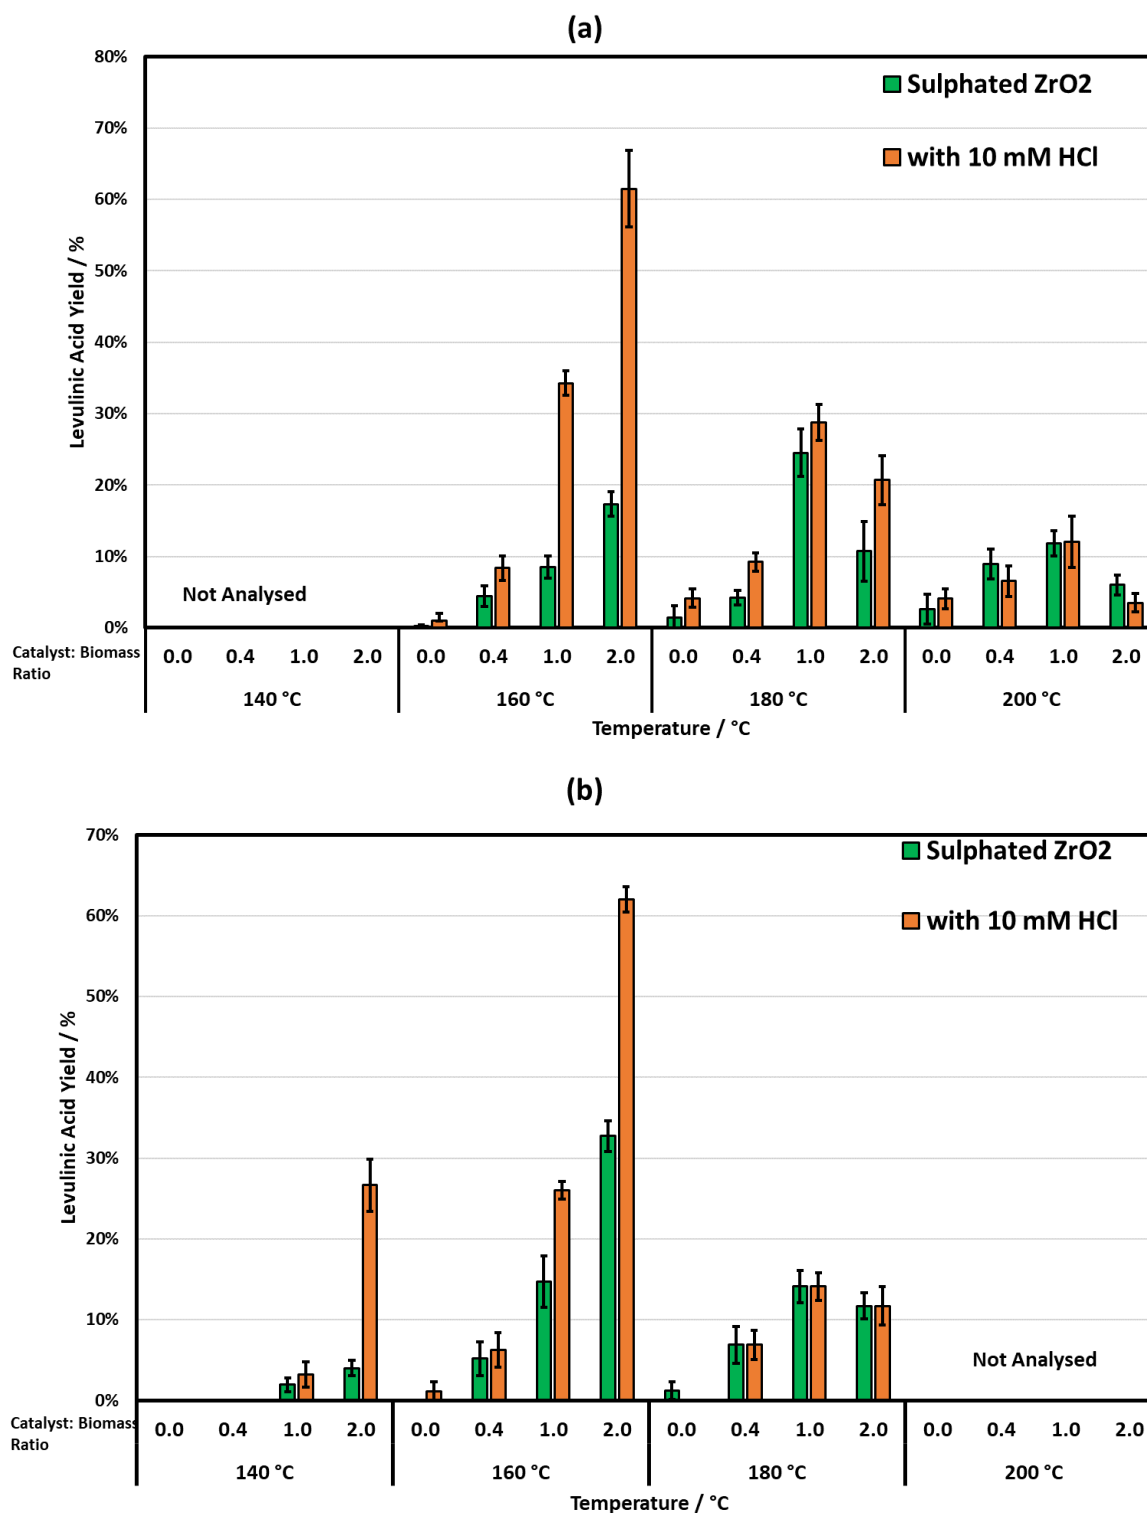 (a)
80%
Sulphated ZrO2
70%
with 10 mM HCl
60%
50%
40%
30%
20%
10%
0%
Levulinic Acid Yield / %
Not Analysed
Catalyst: Biomass
Ratio
0.0 0.4 1.0 2.0 0.0 0.4 1.0 2.0 0.0 0.4 1.0 2.0 0.0 0.4 1.0 2.0
140 °C 160 °C 180 °C 200 °C
Temperature / °C
(b)
70%
Sulphated ZrO2
60%
with 10 mM HCl
50%
40%
30%
20%
10%
0%
Levulinic Acid Yield / %
Not Analysed
Catalyst: Biomass
Ratio
0.0 0.4 1.0 2.0 0.0 0.4 1.0 2.0 0.0 0.4 1.0 2.0 0.0 0.4 1.0 2.0
140 °C 160 °C 180 °C 200 °C
Temperature / °C